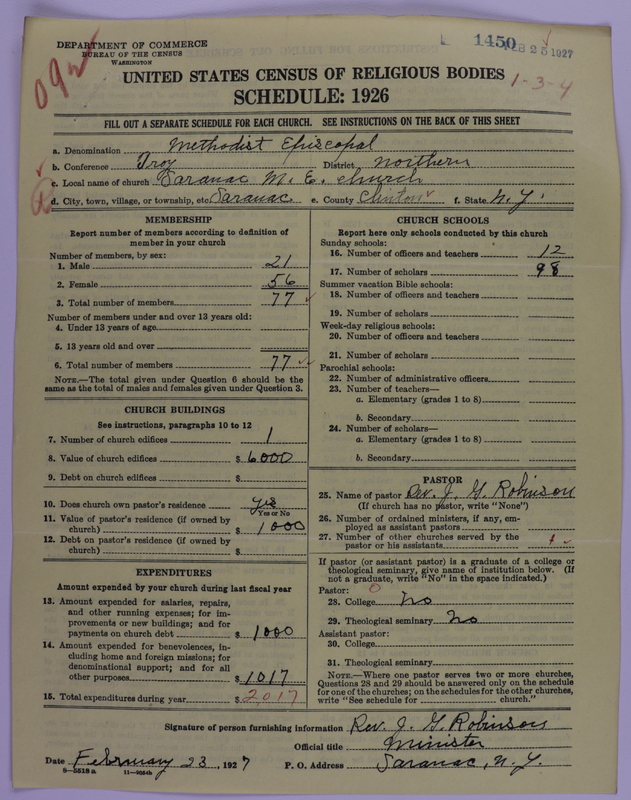 DEPARTMENT OF COMMERCE
BUREAU OF THE CENSUS
WASHINGTON
1450
FEB 25 1927
092
1-3-4
UNITED STATES CENSUS OF RELIGIOUS BODIES
SCHEDULE: 1926
FILL OUT A SEPARATE SCHEDULE FOR EACH CHURCH. SEE INSTRUCTIONS ON THE BACK OF THIS SHEET
a. Denomination Methodist Episcopal
b. Conference Troy District northern
c. Local name of church Saranac M. E. church
d. City, town, village, or township, etc. Saranac. e. County Clinton f. State N. Y.
MEMBERSHIP
Report number of members according to definition of
member in your church
Number of members, by sex:
1. Male 21
2. Female 56
3. Total number of members 77
Number of members under and over 13 years old:
4. Under 13 years of age
5. 13 years old and over
6. Total number of members 77
NOTE.—The total given under Question 6 should be the
same as the total of males and females given under Question 3.
CHURCH BUILDINGS
See instructions, paragraphs 10 to 12
7. Number of church edifices 1
8. Value of church edifices $ 6000
9. Debt on church edifices $
10. Does church own pastor's residence yes
Yes or No
11. Value of pastor's residence (if owned by
church) $ 1000
12. Debt on pastor's residence (if owned by
church) $
EXPENDITURES
Amount expended by your church during last fiscal year
13. Amount expended for salaries, repairs,
and other running expenses; for im-
provements or new buildings; and for
payments on church debt $ 1000
14. Amount expended for benevolences, in-
cluding home and foreign missions; for
denominational support; and for all
other purposes $ 1017
15. Total expenditures during year $ 2017
CHURCH SCHOOLS
Report here only schools conducted by this church
Sunday schools:
16. Number of officers and teachers 12
17. Number of scholars 98
Summer vacation Bible schools:
18. Number of officers and teachers
19. Number of scholars
Week-day religious schools:
20. Number of officers and teachers
21. Number of scholars
Parochial schools:
22. Number of administrative officers
23. Number of teachers—
a. Elementary (grades 1 to 8)
b. Secondary
24. Number of scholars—
a. Elementary (grades 1 to 8)
b. Secondary
PASTOR
25. Name of pastor Rev. J. G. Robinson
(If church has no pastor, write "None")
26. Number of ordained ministers, if any, em-
ployed as assistant pastors
27. Number of other churches served by the
pastor or his assistants
If pastor (or assistant pastor) is a graduate of a college or
theological seminary, give name of institution below. (If
not a graduate, write "No" in the space indicated.)
Pastor: 0
28. College No
29. Theological seminary No
Assistant pastor:
30. College
31. Theological seminary
NOTE.—Where one pastor serves two or more churches,
Questions 28 and 29 should be answered only on the schedule
for one of the churches; on the schedules for the other churches,
write "See schedule for church."
Signature of person furnishing information Rev. J. G. Robinson
Official title Minister
Date February 23, 1927 P. O. Address Saranac, N. Y.
8-5518a 11-9684b